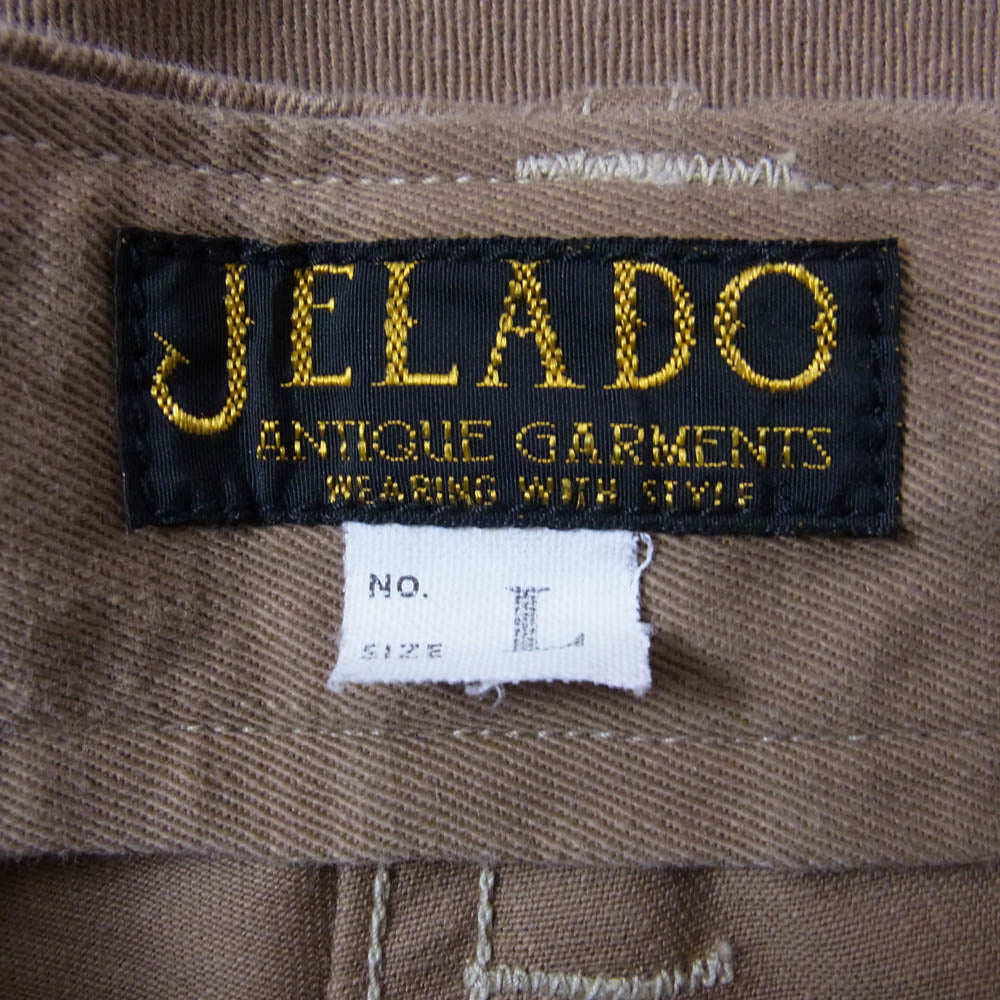 JELADO
ANTIQUE GARMENTS
WEARING WITH STYLE
NO.
SIZE L